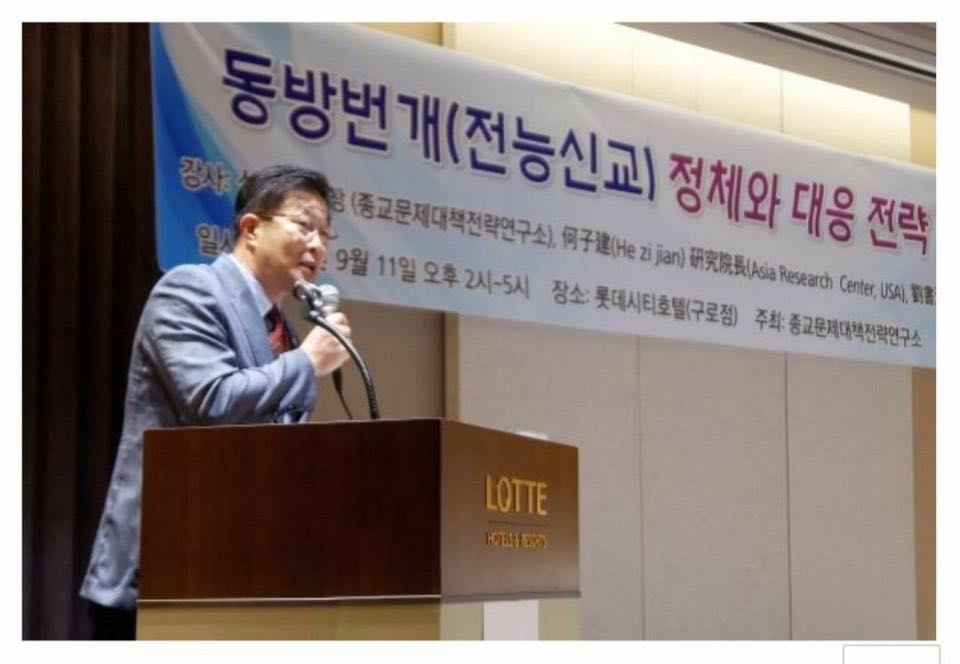 동방번개(전능신교) 정체와 대응 전략
강사: (종교문제대책전략연구소), 何子建(He zi jian) 研究院長(Asia Research Center, USA), 劉
9월 11일 오후 2시~5시 장소: 롯데시티호텔(구로점) 주최: 종교문제대책전략연구소
LOTTE
HOTELS & RESORTS